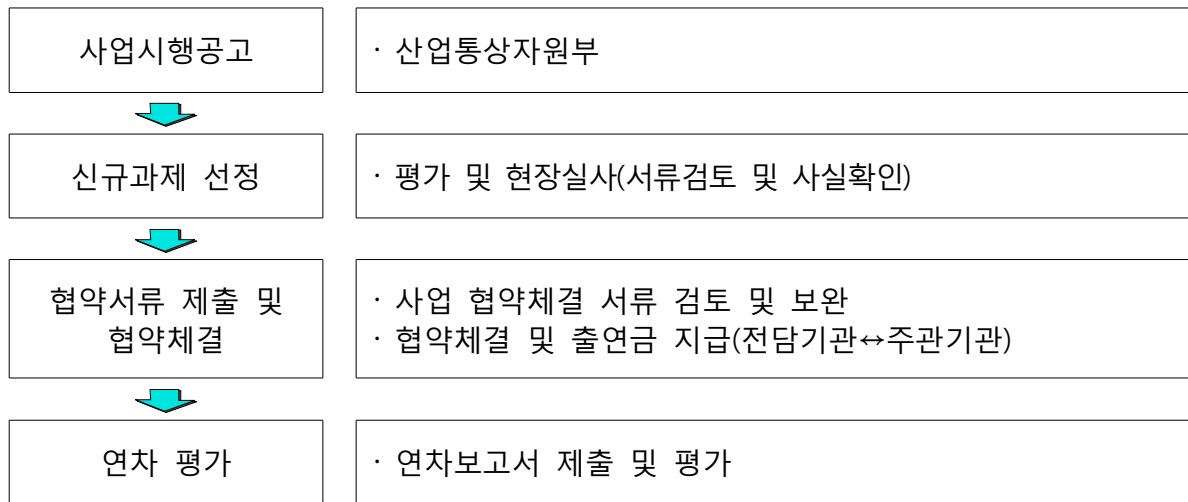 사업시행공고
· 산업통상자원부
신규과제 선정
· 평가 및 현장실사(서류검토 및 사실확인)
협약서류 제출 및
협약체결
· 사업 협약체결 서류 검토 및 보완
· 협약체결 및 출연금 지급(전담기관↔주관기관)
연차 평가
· 연차보고서 제출 및 평가